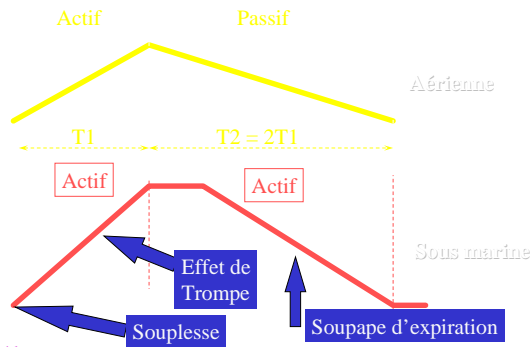 Actif
Passif
Aérienne
T1
T2 = 2T1
Actif
Actif
Sous marine
Effet de
Trompe
Souplesse
Soupape d’expiration